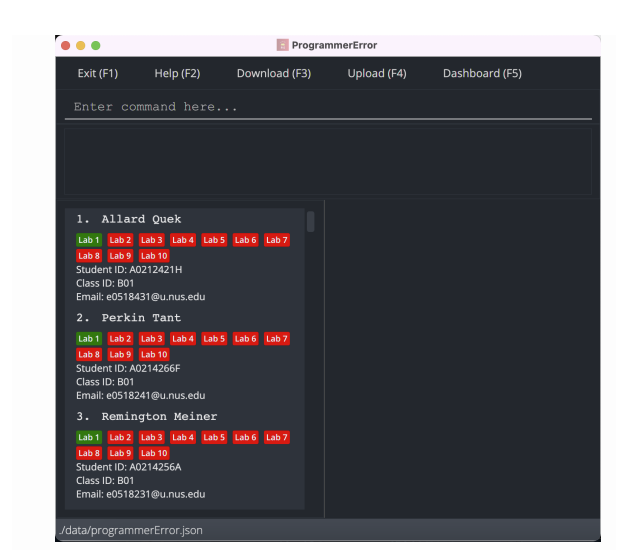 ProgrammerError
Exit (F1) Help (F2) Download (F3) Upload (F4) Dashboard (F5)
Enter command here...
1. Allard Quek
Lab 1 Lab 2 Lab 3 Lab 4 Lab 5 Lab 6 Lab 7
Lab 8 Lab 9 Lab 10
Student ID: A0212421H
Class ID: B01
Email: e0518431@u.nus.edu
2. Perkin Tant
Lab 1 Lab 2 Lab 3 Lab 4 Lab 5 Lab 6 Lab 7
Lab 8 Lab 9 Lab 10
Student ID: A0214266F
Class ID: B01
Email: e0518241@u.nus.edu
3. Remington Meiner
Lab 1 Lab 2 Lab 3 Lab 4 Lab 5 Lab 6 Lab 7
Lab 8 Lab 9 Lab 10
Student ID: A0214256A
Class ID: B01
Email: e0518231@u.nus.edu
./data/programmerError.json